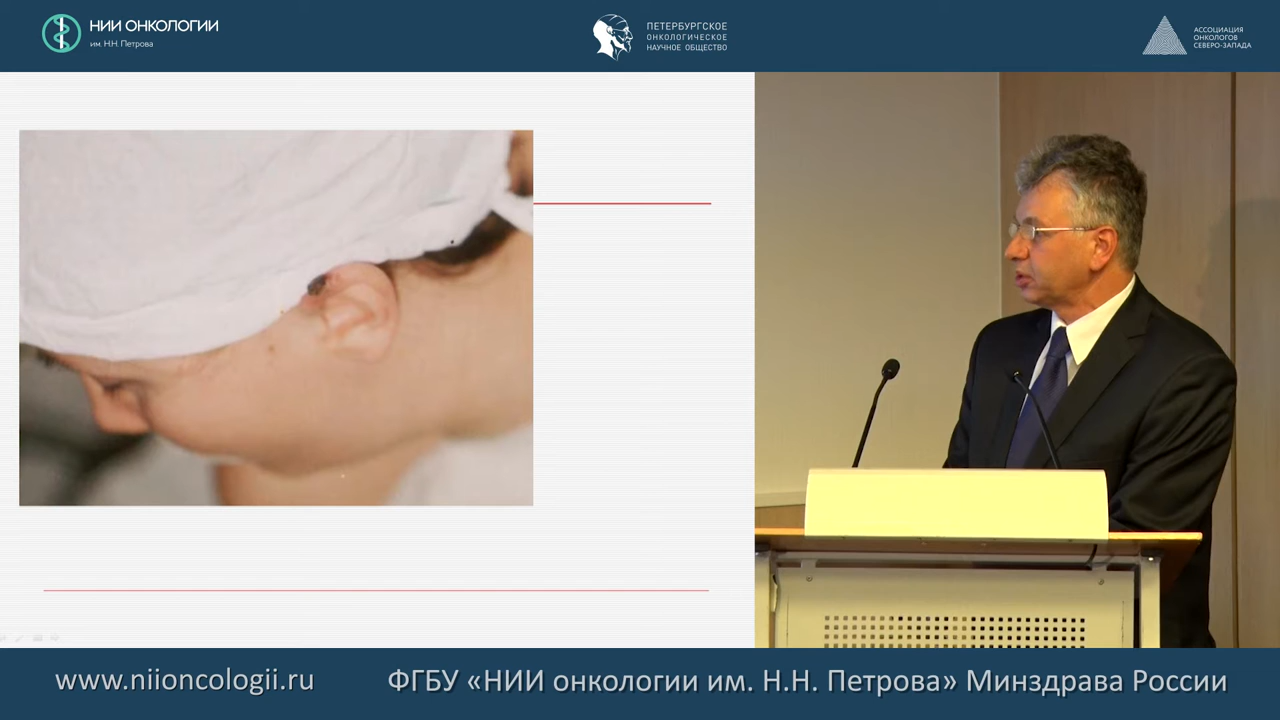 НИИ ОНКОЛОГИИ
им. Н.Н. Петрова
ПЕТЕРБУРГСКОЕ
ОНКОЛОГИЧЕСКОЕ
НАУЧНОЕ ОБЩЕСТВО
АССОЦИАЦИЯ
ОНКОЛОГОВ
СЕВЕРО-ЗАПАДА
www.niioncologii.ru
ФГБУ «НИИ онкологии им. Н.Н. Петрова» Минздрава России